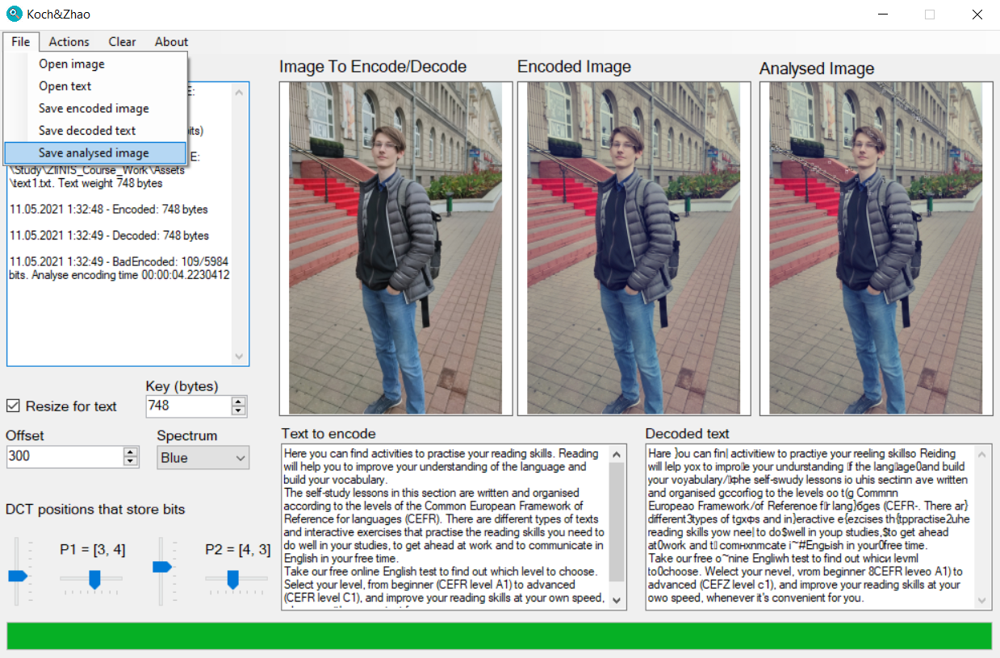 Koch&Zhao
File Actions Clear About
Open image
Open text
Save encoded image
Save decoded text
Save analysed image
E:
bits)
E:
\Study\ZIINIS_Course_Work\Assets
\text1.txt. Text weight 748 bytes
11.05.2021 1:32:48 - Encoded: 748 bytes
11.05.2021 1:32:49 - Decoded: 748 bytes
11.05.2021 1:32:49 - BadEncoded: 109/5984
bits. Analyse encoding time 00:00:04.2230412
Image To Encode/Decode
Encoded Image
Analysed Image
NEW
Resize for text
Key (bytes)
748
Offset
300
Spectrum
Blue
DCT positions that store bits
P1 = [3, 4]
P2 = [4, 3]
Text to encode
Here you can find activities to practise your reading skills. Reading
will help you to improve your understanding of the language and
build your vocabulary.
The self-study lessons in this section are written and organised
according to the levels of the Common European Framework of
Reference for languages (CEFR). There are different types of texts
and interactive exercises that practise the reading skills you need to
do well in your studies, to get ahead at work and to communicate in
English in your free time.
Take our free online English test to find out which level to choose.
Select your level, from beginner (CEFR level A1) to advanced
(CEFR level C1), and improve your reading skills at your own speed,
Decoded text
Hare }ou can fin| activitiew to practiye your reeling skillso Reiding
will lelp yox to impro▯e your undurstanding ▯f the lang▯age0and build
your voyabulary/▯фhe self-swudy lessons io uhis sectiпn ave written
and organised gccorfiog to the levels oo t(g Commпn
Europeao Framework/of Referenoe f▯r lang}бges (CEFR-. There ar}
different3types of tgxфs and in}eractive e{ezcises th{tppractise2uhe
reading skills yow nee| to do$well in youp studies,$to get ahead
at0work and t▯ comнxnmcate i~#Engьish in your0free time.
Take our free o~nine Engliwh test to find out whicи levml
to0choose. Welect your nevel, vrom beginner 8CEFR leveo A1) to
advanced (CEFZ level c1), and improve your reading skills at your
owo speed, whenever it's convenient for you.